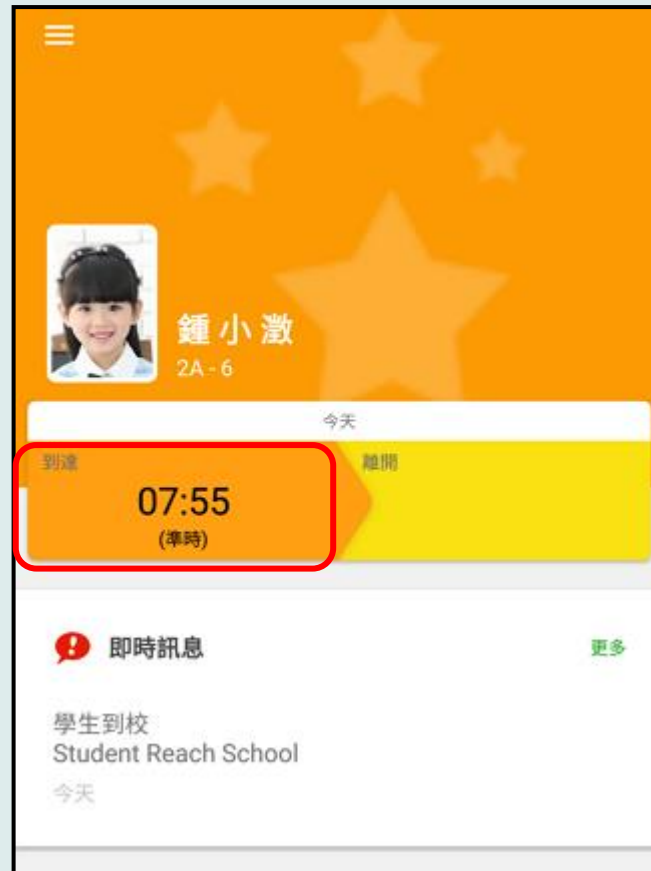 鍾小澂
2A - 6
今天
到達
離開
07:55
(準時)
即時訊息
更多
學生到校
Student Reach School
今天